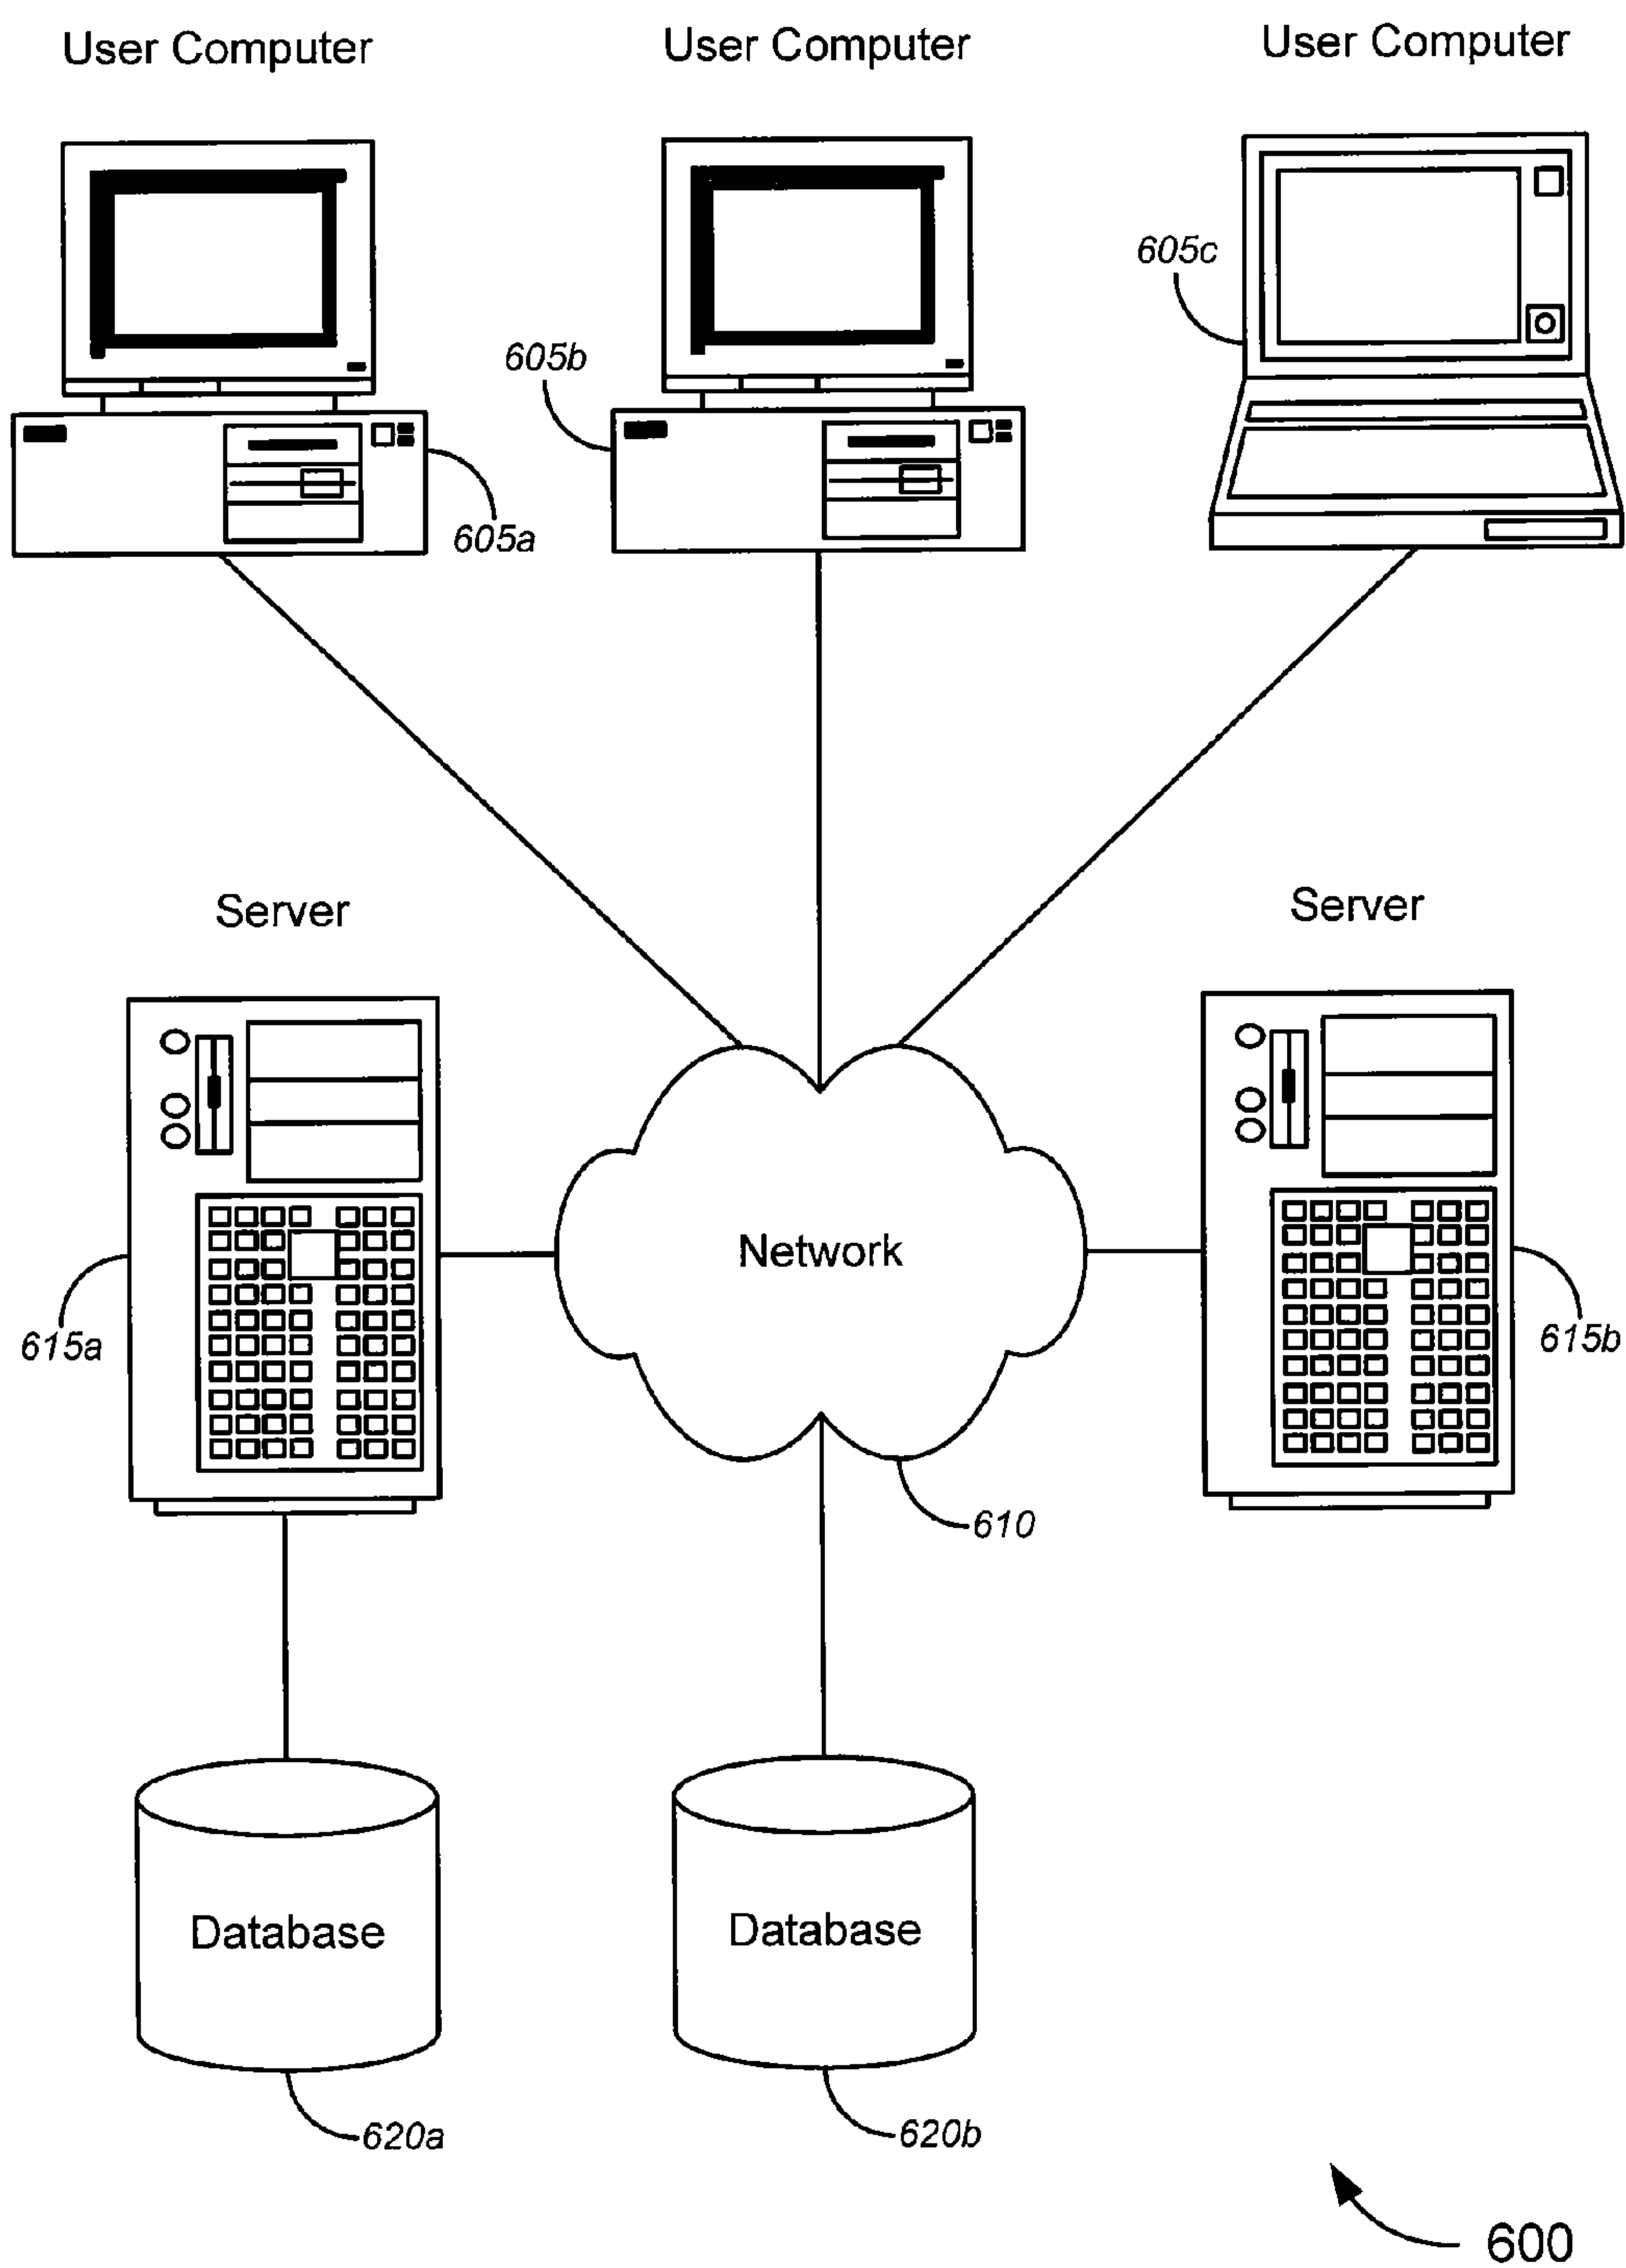 User Computer
User Computer
User Computer
605c
605b
605a
Server
Server
Network
615a
615b
610
Database
Database
620a
620b
600